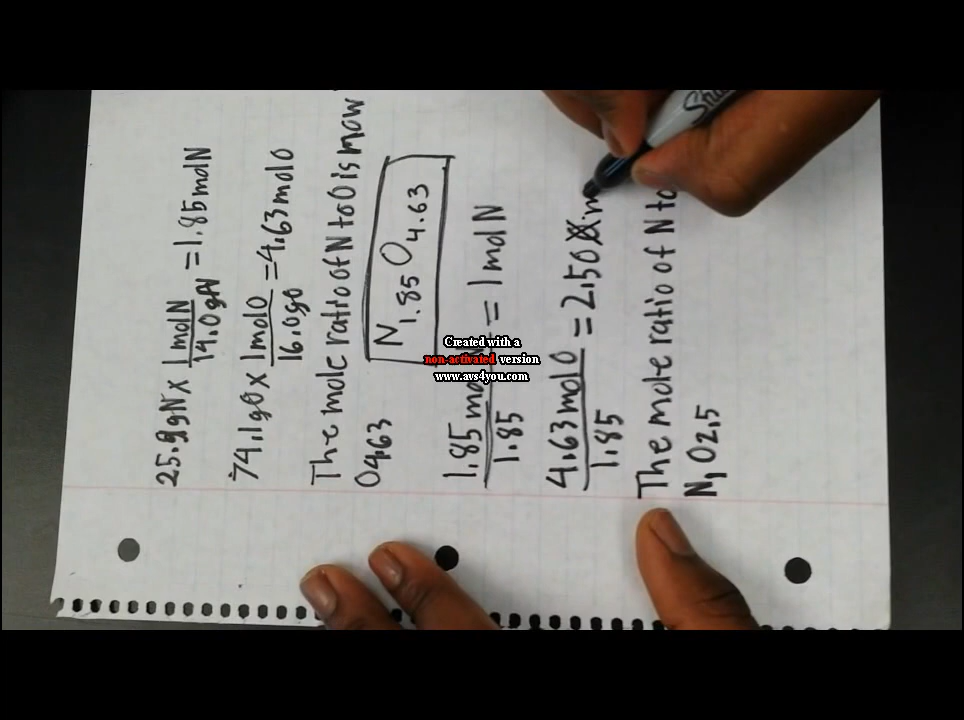 25.9gN x 1molN/14.0gN = 1.85molN
74.1gO x 1molO/16.0gO = 4.63molO
The mole ratio of N to O is now
N1.85O4.63
O4.63
1.85 mol N/1.85 = 1 mol N
4.63molO/1.85 = 2.50
The mole ratio of N to
N1O2.5
Sha
Created with a
non-activated version
www.avs4you.com